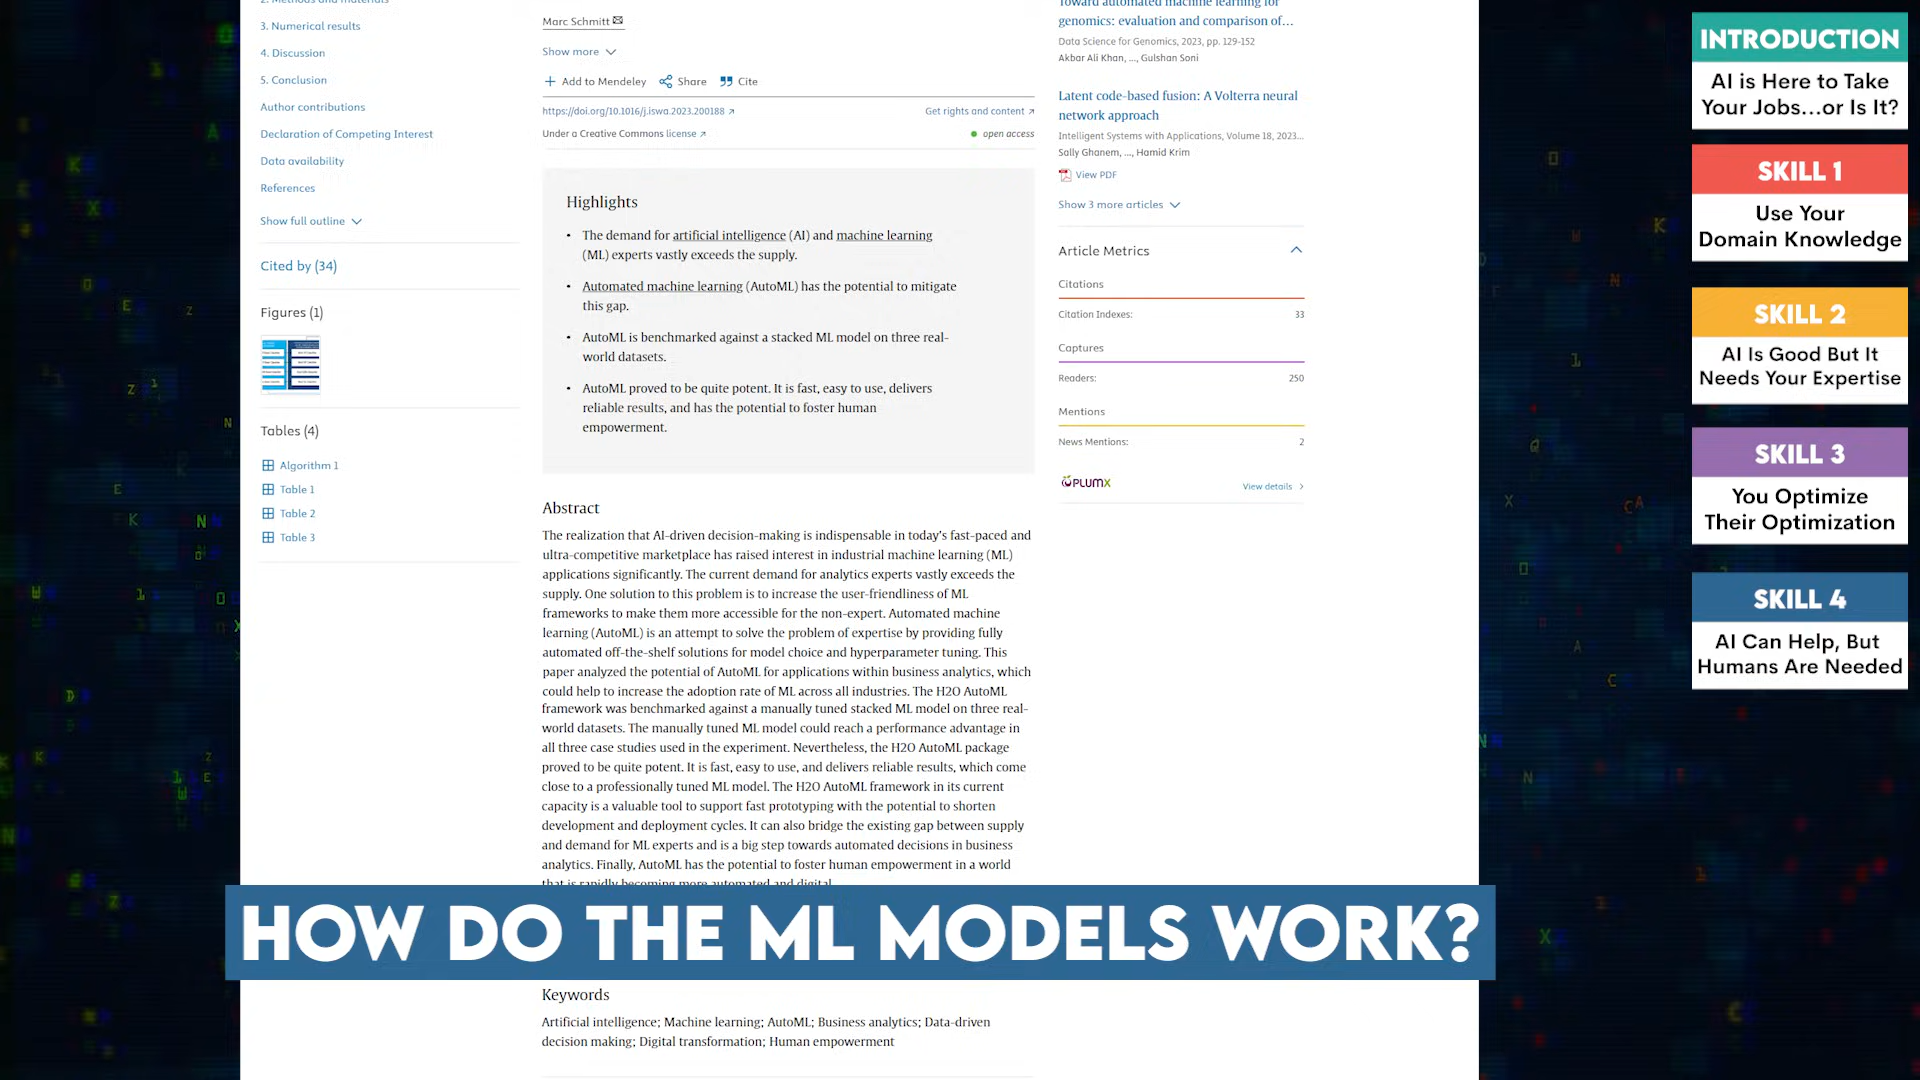 2. Methods and materials
3. Numerical results
4. Discussion
5. Conclusion
Author contributions
Declaration of Competing Interest
Data availability
References
Show full outline
Cited by (34)
Figures (1)
Tables (4)
Algorithm 1
Table 1
Table 2
Table 3
Marc Schmitt
Show more
Add to Mendeley
Share
Cite
https://doi.org/10.1016/j.iswa.2023.200188
Get rights and content
Under a Creative Commons license
open access
Highlights
• The demand for artificial intelligence (AI) and machine learning
(ML) experts vastly exceeds the supply.
• Automated machine learning (AutoML) has the potential to mitigate
this gap.
• AutoML is benchmarked against a stacked ML model on three real-
world datasets.
• AutoML proved to be quite potent. It is fast, easy to use, delivers
reliable results, and has the potential to foster human
empowerment.
Abstract
The realization that AI-driven decision-making is indispensable in today's fast-paced and
ultra-competitive marketplace has raised interest in industrial machine learning (ML)
applications significantly. The current demand for analytics experts vastly exceeds the
supply. One solution to this problem is to increase the user-friendliness of ML
frameworks to make them more accessible for the non-expert. Automated machine
learning (AutoML) is an attempt to solve the problem of expertise by providing fully
automated off-the-shelf solutions for model choice and hyperparameter tuning. This
paper analyzed the potential of AutoML for applications within business analytics, which
could help to increase the adoption rate of ML across all industries. The H2O AutoML
framework was benchmarked against a manually tuned stacked ML model on three real-
world datasets. The manually tuned ML model could reach a performance advantage in
all three case studies used in the experiment. Nevertheless, the H2O AutoML package
proved to be quite potent. It is fast, easy to use, and delivers reliable results, which come
close to a professionally tuned ML model. The H2O AutoML framework in its current
capacity is a valuable tool to support fast prototyping with the potential to shorten
development and deployment cycles. It can also bridge the existing gap between supply
and demand for ML experts and is a big step towards automated decisions in business
analytics. Finally, AutoML has the potential to foster human empowerment in a world
that is rapidly becoming more automated and digital.
HOW DO THE ML MODELS WORK?
Keywords
Artificial intelligence; Machine learning; AutoML; Business analytics; Data-driven
decision making; Digital transformation; Human empowerment
Toward automated machine learning for
genomics: evaluation and comparison of...
Data Science for Genomics, 2023, pp. 129-152
Akbar Ali Khan, ..., Gulshan Soni
Latent code-based fusion: A Volterra neural
network approach
Intelligent Systems with Applications, Volume 18, 2023...
Sally Ghanem, ..., Hamid Krim
View PDF
Show 3 more articles
Article Metrics
Citations
Citation Indexes: 33
Captures
Readers: 250
Mentions
News Mentions: 2
PLUMX
View details
INTRODUCTION
AI is Here to Take
Your Jobs...or Is It?
SKILL 1
Use Your
Domain Knowledge
SKILL 2
AI Is Good But It
Needs Your Expertise
SKILL 3
You Optimize
Their Optimization
SKILL 4
AI Can Help, But
Humans Are Needed